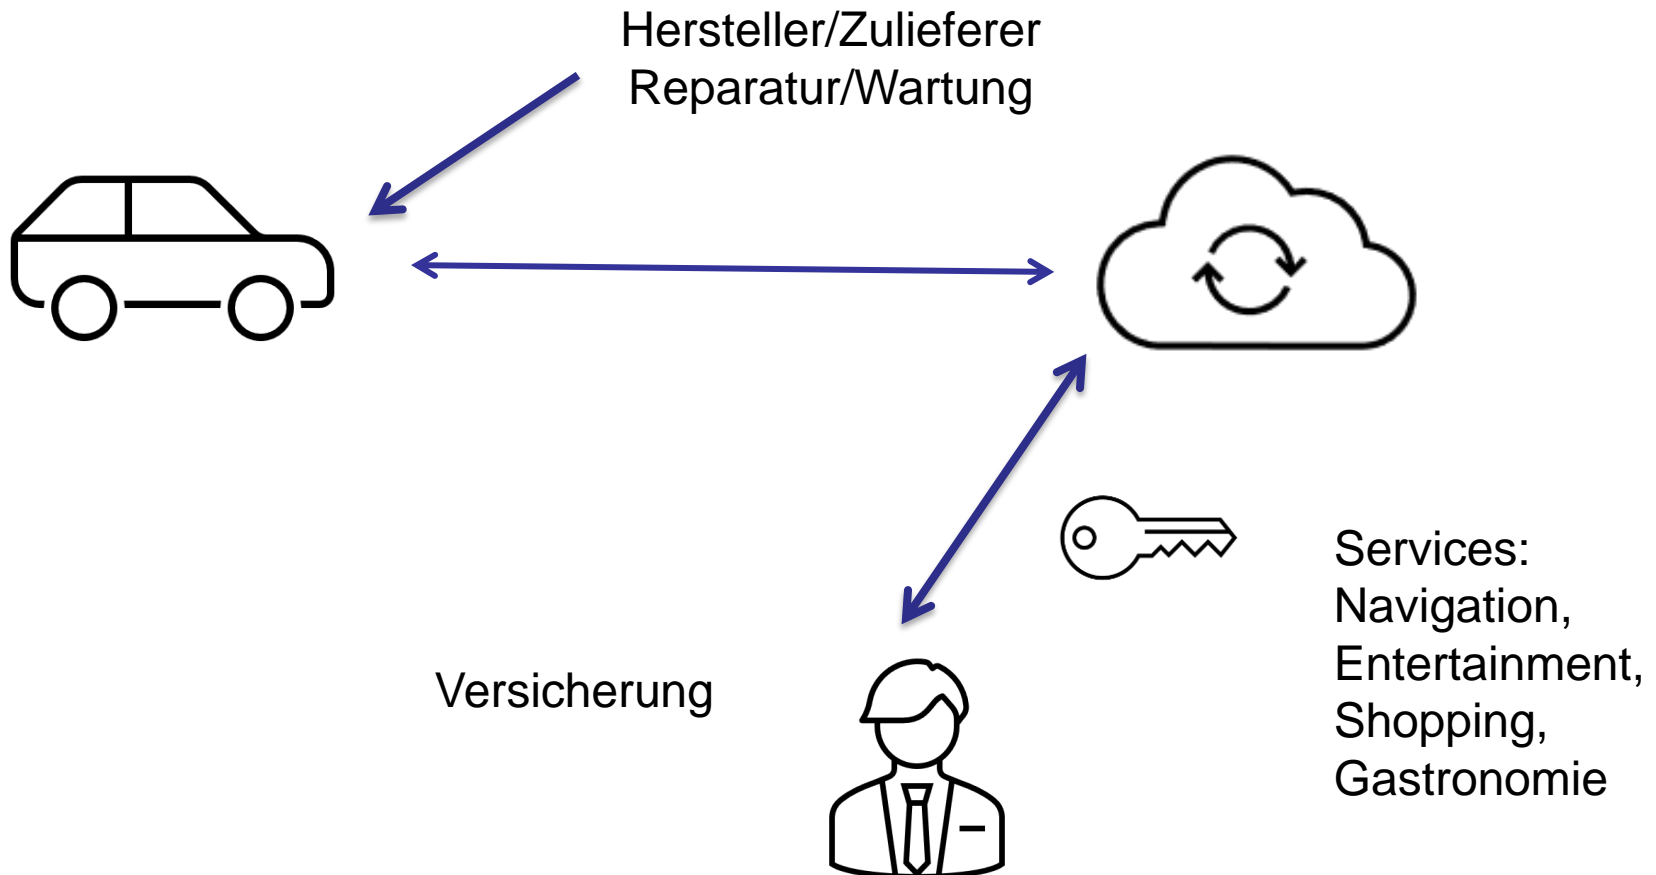 Hersteller/Zulieferer
Reparatur/Wartung
Versicherung
Services:
Navigation,
Entertainment,
Shopping,
Gastronomie